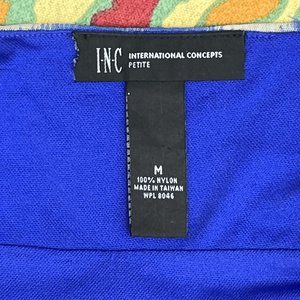 I·N·C INTERNATIONAL CONCEPTS
PETITE
M
100% NYLON
MADE IN TAIWAN
WPL 8046